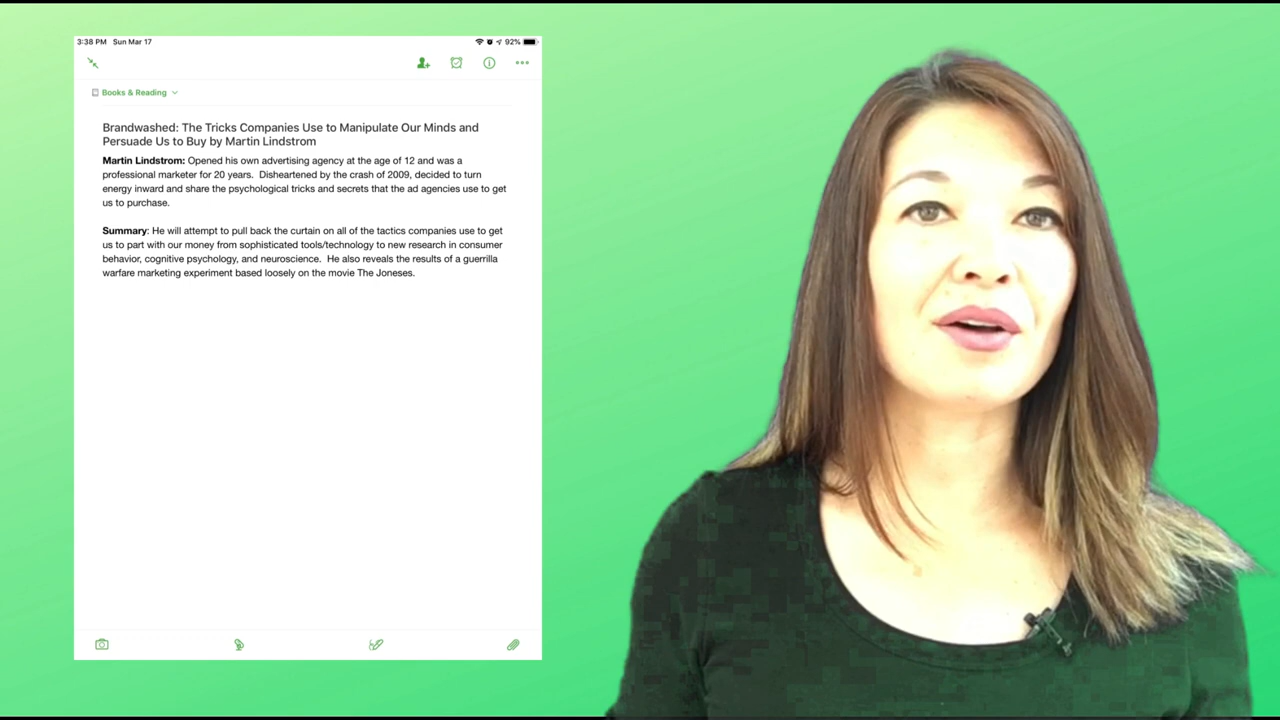 3:38 PM Sun Mar 17
92%
Books & Reading
Brandwashed: The Tricks Companies Use to Manipulate Our Minds and
Persuade Us to Buy by Martin Lindstrom
Martin Lindstrom: Opened his own advertising agency at the age of 12 and was a
professional marketer for 20 years. Disheartened by the crash of 2009, decided to turn
energy inward and share the psychological tricks and secrets that the ad agencies use to get
us to purchase.
Summary: He will attempt to pull back the curtain on all of the tactics companies use to get
us to part with our money from sophisticated tools/technology to new research in consumer
behavior, cognitive psychology, and neuroscience. He also reveals the results of a guerrilla
warfare marketing experiment based loosely on the movie The Joneses.